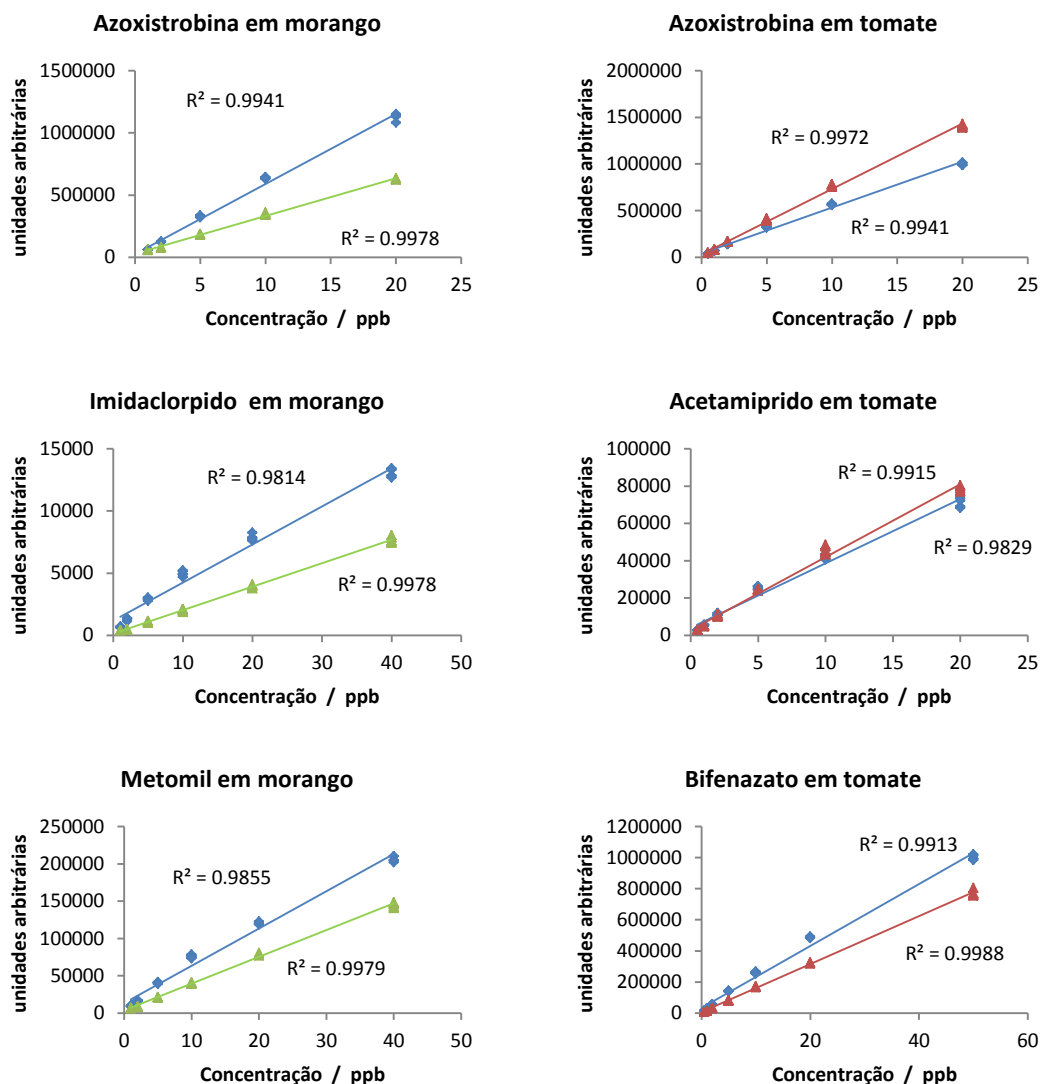 Azoxistrobina em morango
unidades arbitrárias
1500000
1000000
500000
0
R² = 0.9941
R² = 0.9978
0 5 10 15 20 25
Concentração / ppb
Azoxistrobina em tomate
unidades arbitrárias
2000000
1500000
1000000
500000
0
R² = 0.9972
R² = 0.9941
0 5 10 15 20 25
Concentração / ppb
Imidaclorpido em morango
unidades arbitrárias
15000
10000
5000
0
R² = 0.9814
R² = 0.9978
0 10 20 30 40 50
Concentração / ppb
Acetamiprido em tomate
unidades arbitrárias
100000
80000
60000
40000
20000
0
R² = 0.9915
R² = 0.9829
0 5 10 15 20 25
Concentração / ppb
Metomil em morango
unidades arbitrárias
250000
200000
150000
100000
50000
0
R² = 0.9855
R² = 0.9979
0 10 20 30 40 50
Concentração / ppb
Bifenazato em tomate
unidades arbitrárias
1200000
1000000
800000
600000
400000
200000
0
R² = 0.9913
R² = 0.9988
0 20 40 60
Concentração / ppb